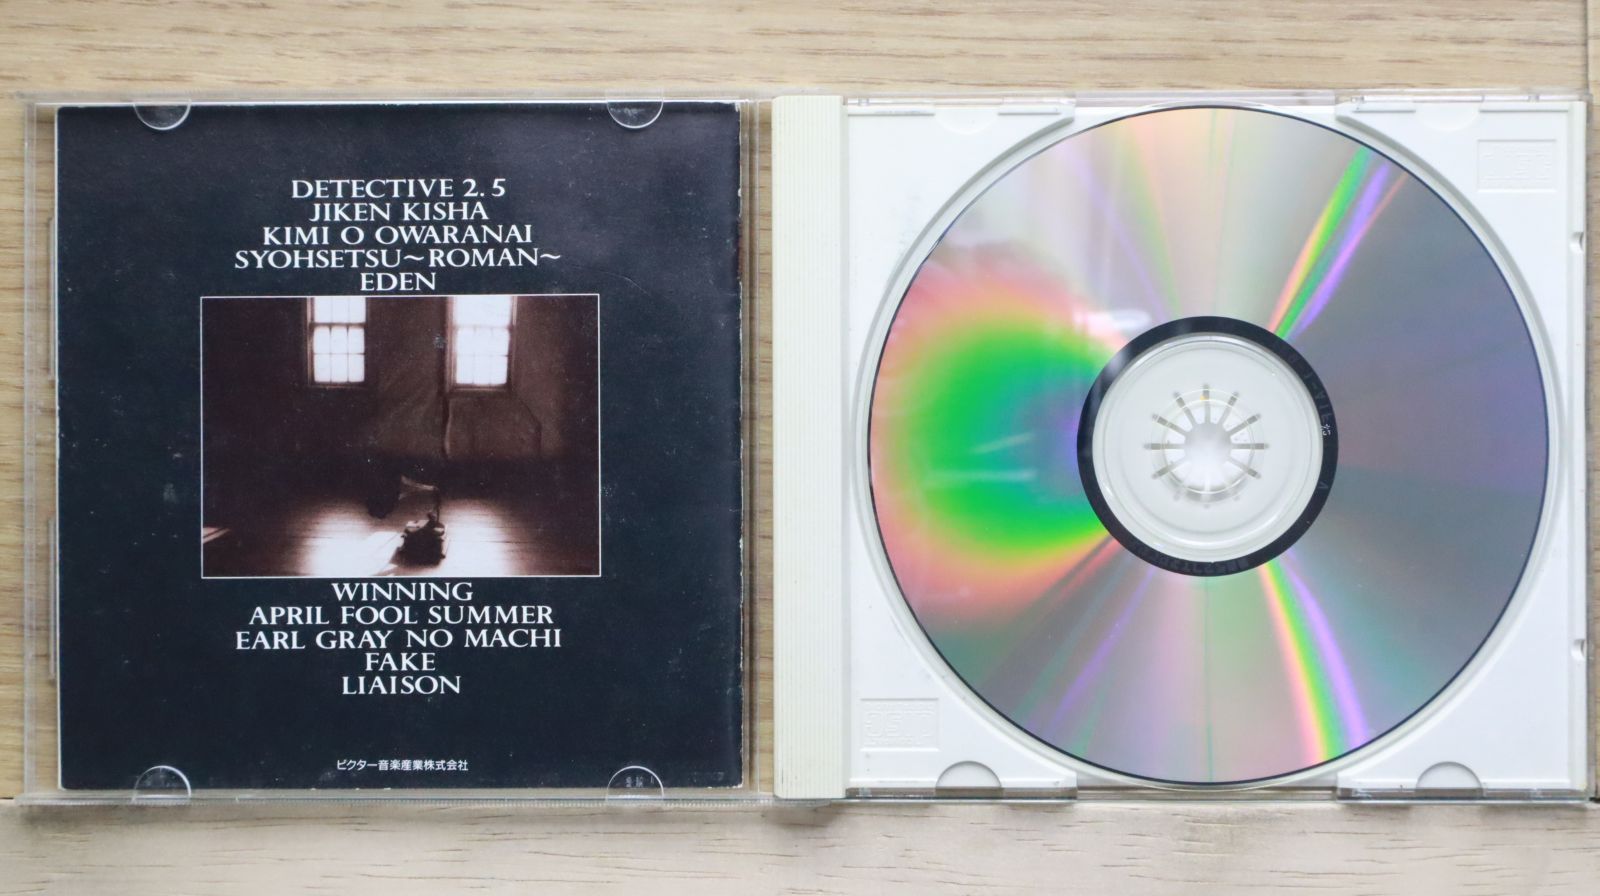 DETECTIVE 2.5
JIKEN KISHA
KIMI O OWARANAI
SYOHSETSU~ROMAN~
EDEN
WINNING
APRIL FOOL SUMMER
EARL GRAY NO MACHI
FAKE
LIAISON
ビクター音楽産業株式会社